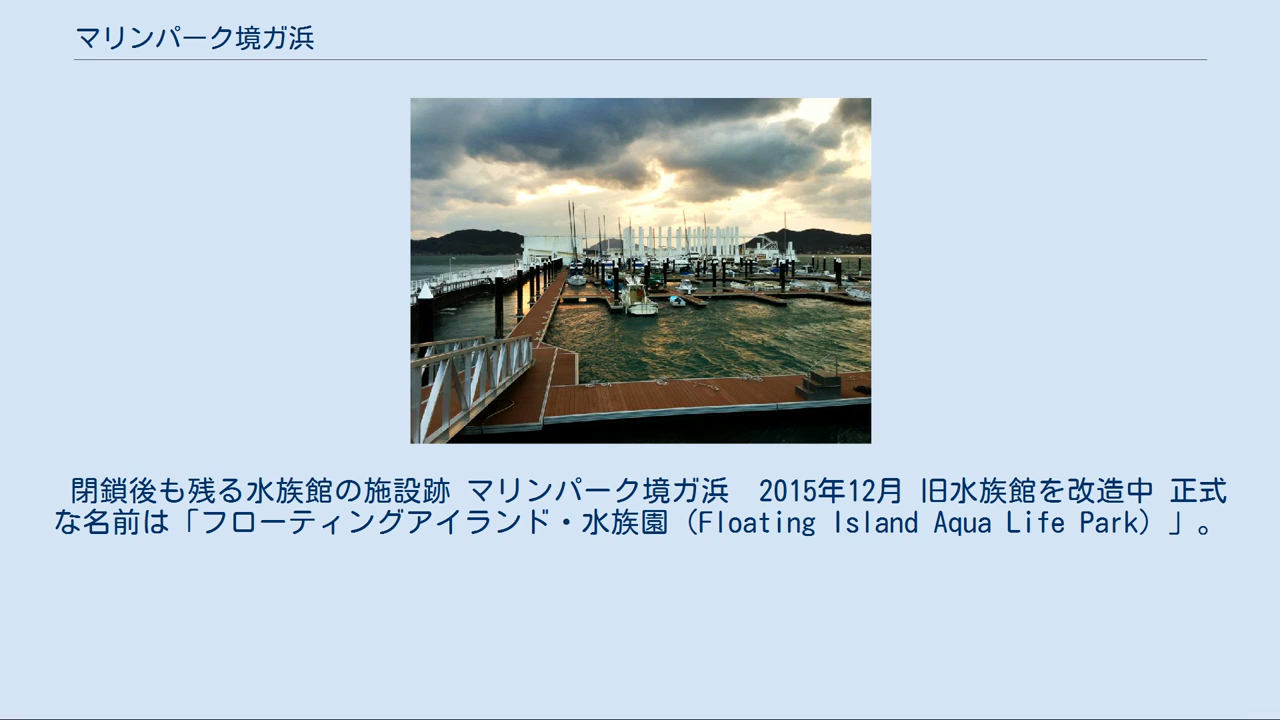 マリンパーク境ガ浜
閉鎖後も残る水族館の施設跡 マリンパーク境ガ浜　2015年12月 旧水族館を改造中 正式
な名前は「フローティングアイランド・水族園（Floating Island Aqua Life Park）」。